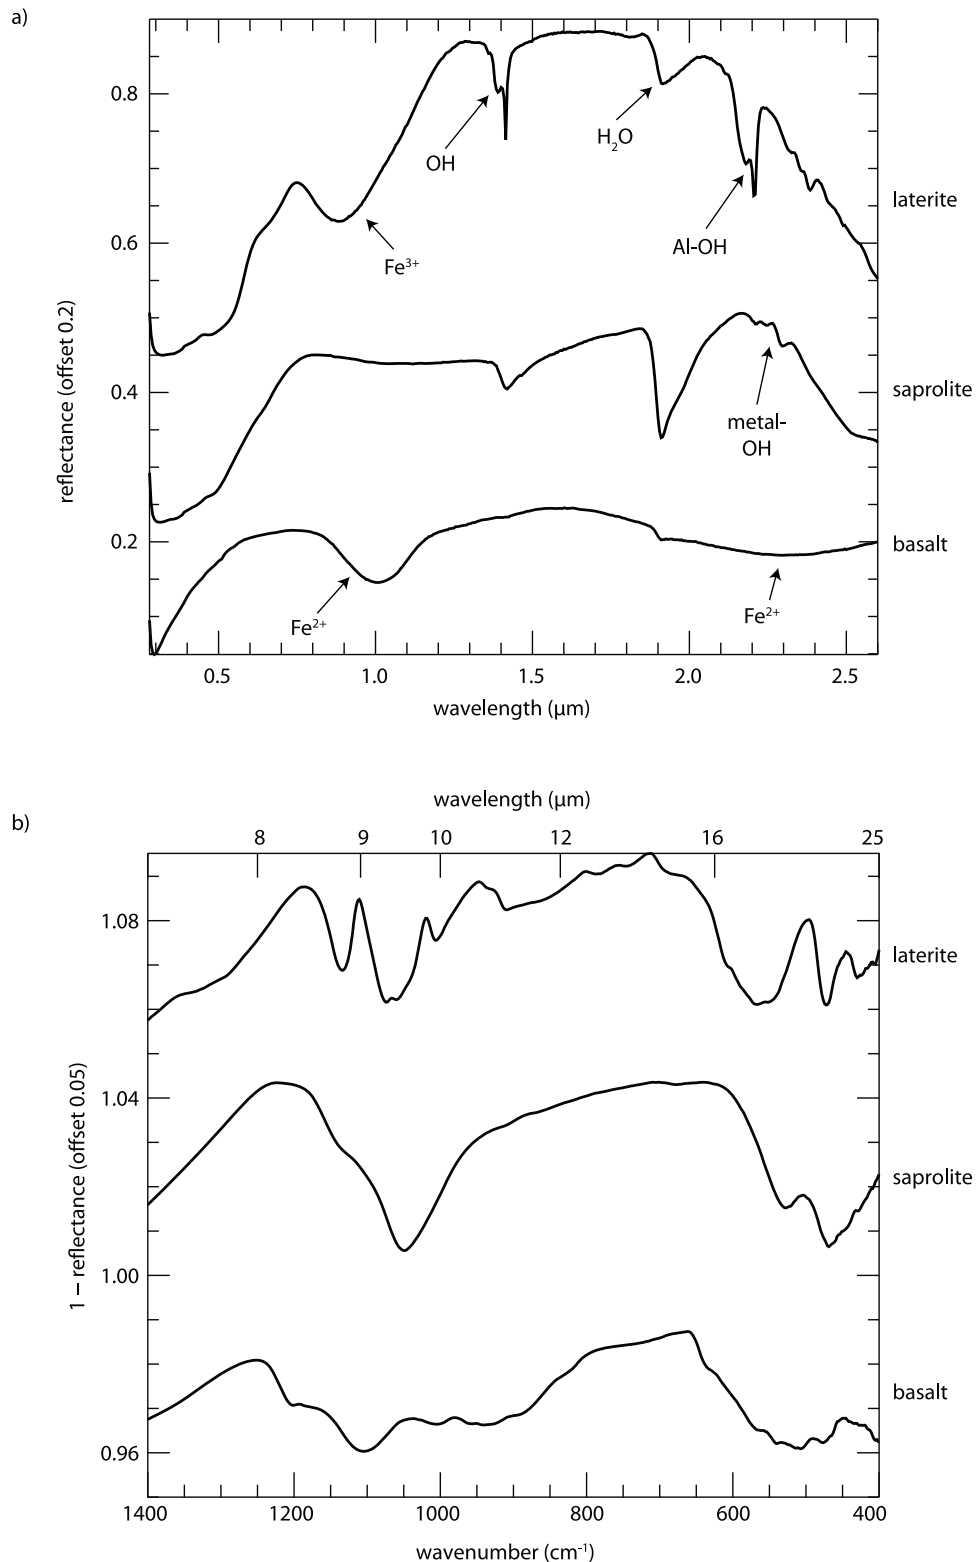 a)
0.8
0.6
0.4
0.2
reflectance (offset 0.2)
OH
H₂O
Al-OH
Fe³⁺
laterite
saprolite
metal-
OH
basalt
Fe²⁺
Fe²⁺
0.5
1.0
1.5
2.0
2.5
wavelength (µm)
b)
wavelength (µm)
8
9
10
12
16
25
1.08
1.04
1.00
0.96
1 – reflectance (offset 0.05)
laterite
saprolite
basalt
1400
1200
1000
800
600
400
wavenumber (cm⁻¹)